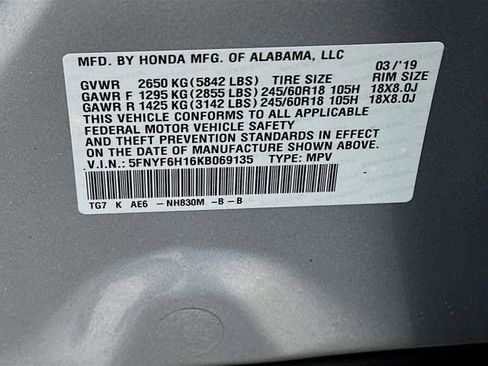 MFD. BY HONDA MFG. OF ALABAMA, LLC 03/'19
GVWR 2650 KG(5842 LBS) TIRE SIZE RIM SIZE
GAWR F 1295 KG(2855 LBS)245/60R18 105H 18X8.0J
GAWR R 1425 KG(3142 LBS)245/60R18 105H 18X8.0J
THIS VEHICLE CONFORMS TO ALL APPLICABLE
FEDERAL MOTOR VEHICLE SAFETY
AND THEFT PREVENTION STANDARDS IN EFFECT
ON THE DATE OF MANUFACTURE SHOWN ABOVE.
V.I.N.: 5FNYF6H16KB069135 TYPE: MPV
TG7 K AE6 -NH830M -B-B